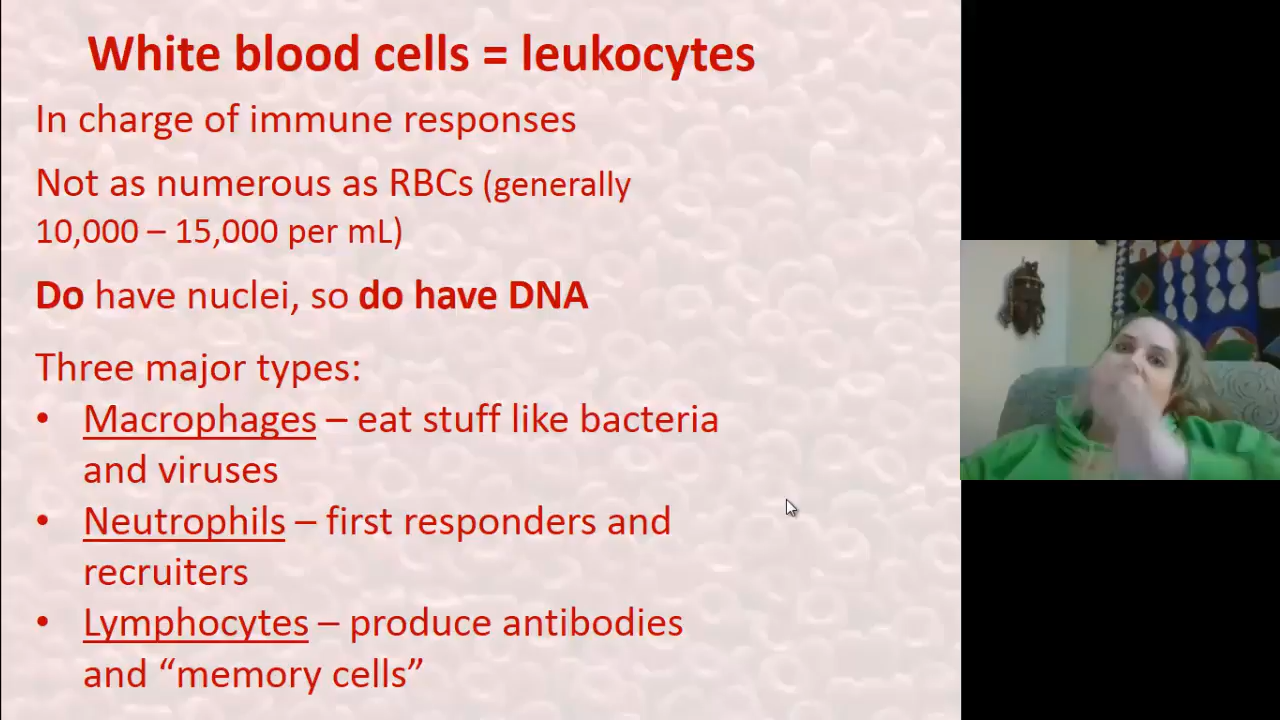 White blood cells = leukocytes
In charge of immune responses
Not as numerous as RBCs (generally
10,000 – 15,000 per mL)
Do have nuclei, so do have DNA
Three major types:
• Macrophages – eat stuff like bacteria
and viruses
• Neutrophils – first responders and
recruiters
• Lymphocytes – produce antibodies
and “memory cells”